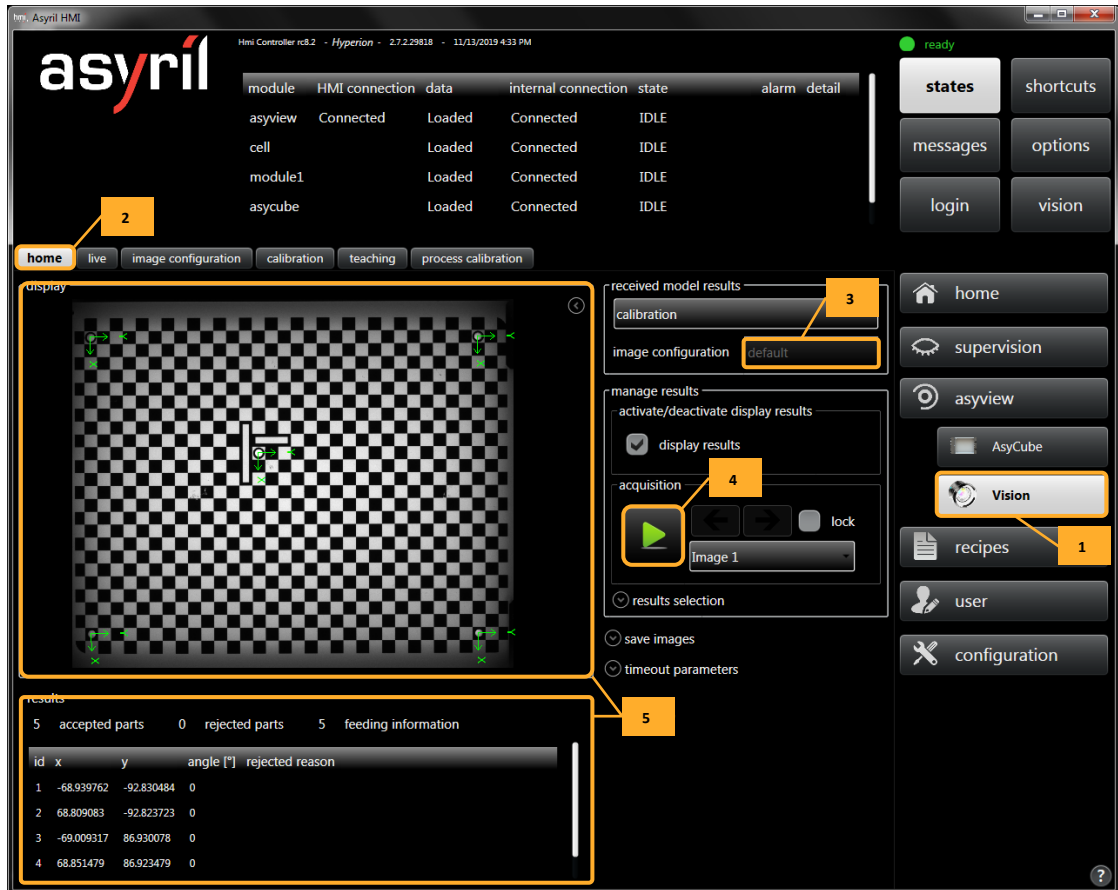 hmi, Asyril HMI
asyril
Hmi Controller rc8.2 - Hyperion - 2.7.2.29818 - 11/13/2019 4:33 PM
module HMI connection data internal connection state alarm detail
asyview Connected Loaded Connected IDLE
cell Loaded Connected IDLE
module1 Loaded Connected IDLE
asycube Loaded Connected IDLE
ready
states shortcuts
messages options
login vision
2
home live image configuration calibration teaching process calibration
display
Y
X
Y
X
Y
X
Y
X
Y
X
received model results
3
calibration
image configuration default
manage results
activate/deactivate display results
display results
acquisition
4
lock
Image 1
results selection
save images
timeout parameters
home
supervision
asyview
AsyCube
Vision
1
recipes
user
configuration
results
5
5 accepted parts 0 rejected parts 5 feeding information
id x y angle [°] rejected reason
1 -68.939762 -92.830484 0
2 68.809083 -92.823723 0
3 -69.009317 86.930078 0
4 68.851479 86.923479 0
?